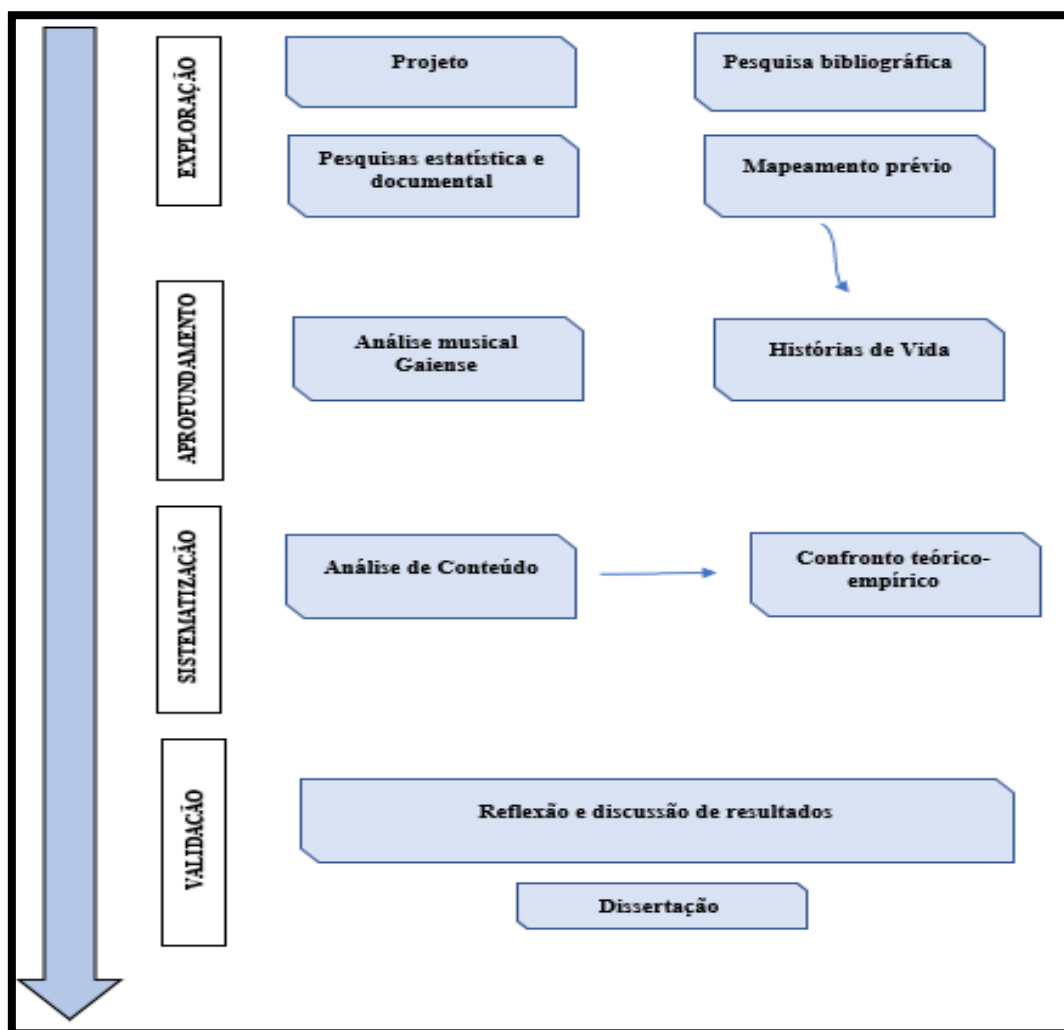 EXPLORAÇÃO
Projeto
Pesquisa bibliográfica
Pesquisas estatística e
documental
Mapeamento prévio
APROFUNDAMENTO
Análise musical
Gaiense
Histórias de Vida
SISTEMATIZAÇÃO
Análise de Conteúdo
Confronto teórico-
empírico
VALIDAÇÃO
Reflexão e discussão de resultados
Dissertação